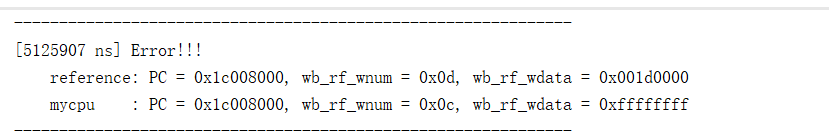 --------------------------------------------------------------
[5125907 ns] Error!!!
    reference: PC = 0x1c008000, wb_rf_wnum = 0x0d, wb_rf_wdata = 0x001d0000
    mycpu    : PC = 0x1c008000, wb_rf_wnum = 0x0c, wb_rf_wdata = 0xffffffff
--------------------------------------------------------------